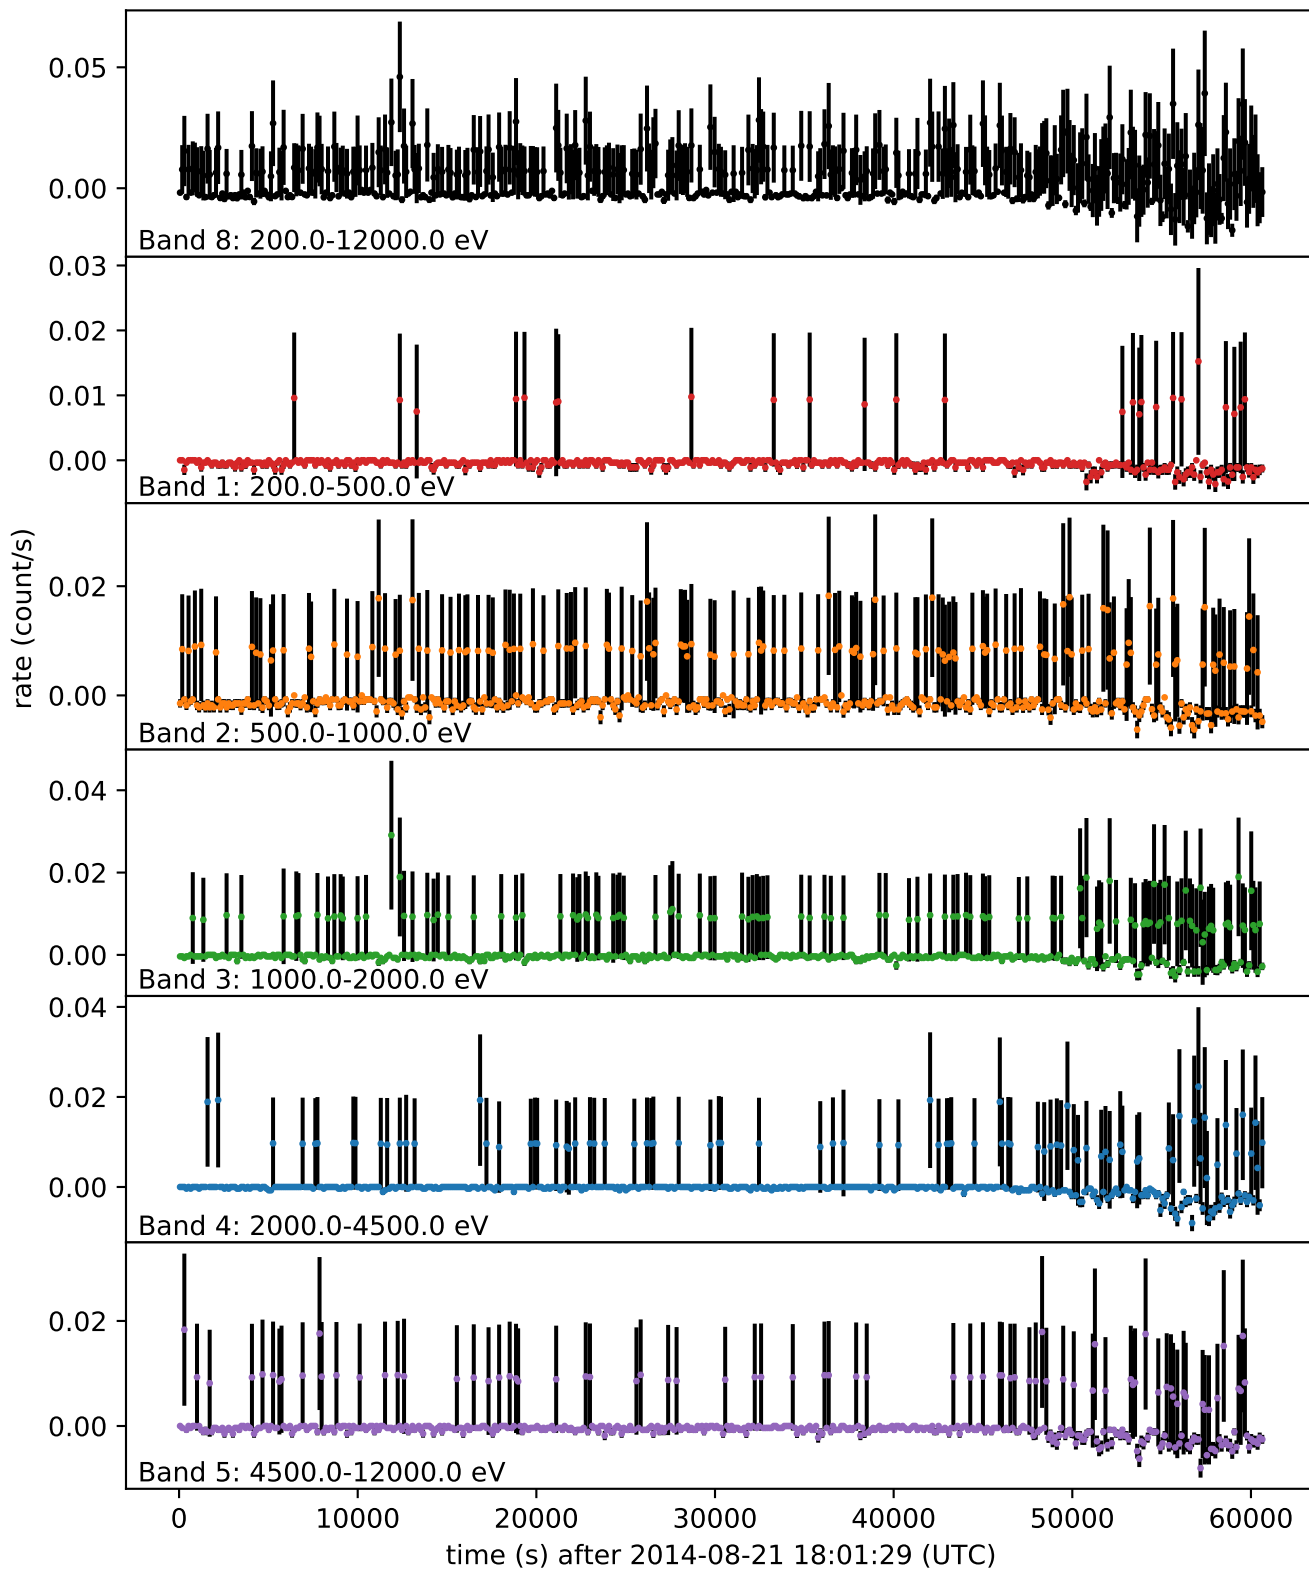 0.05
0.00
Band 8: 200.0-12000.0 eV
0.03
0.02
0.01
0.00
Band 1: 200.0-500.0 eV
rate (count/s)
0.02
0.00
Band 2: 500.0-1000.0 eV
0.04
0.02
0.00
Band 3: 1000.0-2000.0 eV
0.04
0.02
0.00
Band 4: 2000.0-4500.0 eV
0.02
0.00
Band 5: 4500.0-12000.0 eV
0 10000 20000 30000 40000 50000 60000
time (s) after 2014-08-21 18:01:29 (UTC)